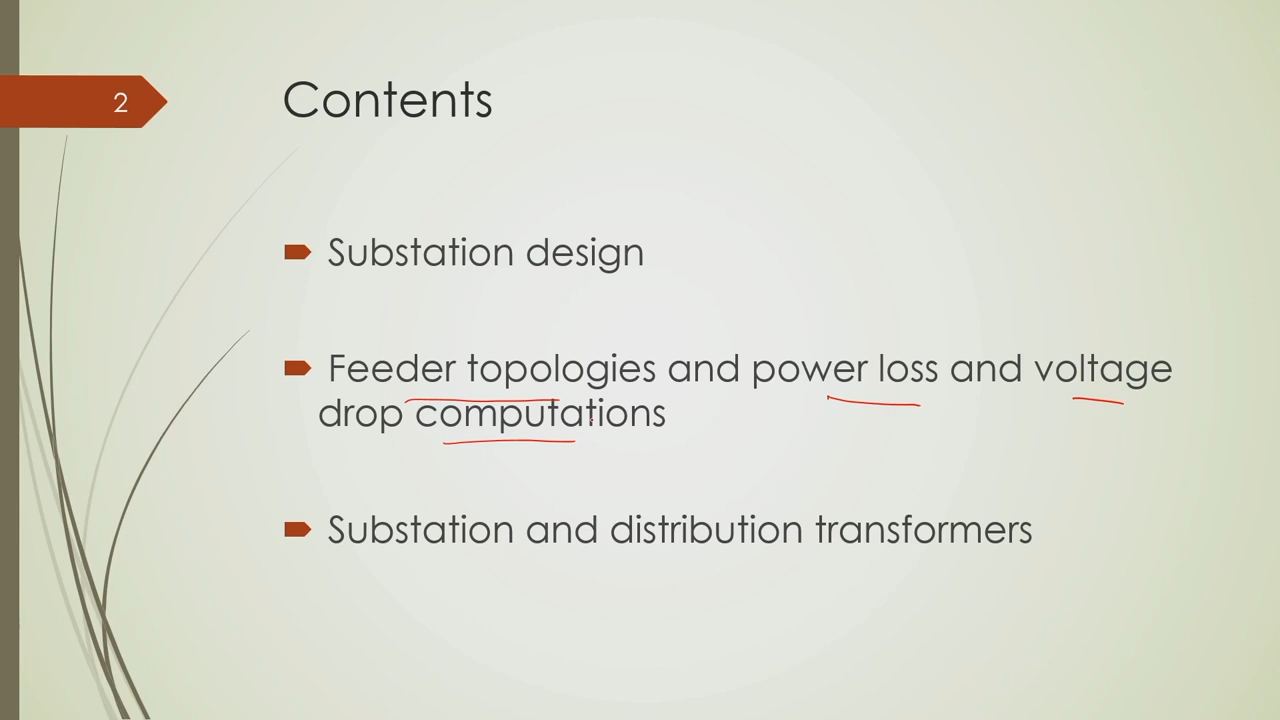 2
Contents
Substation design
Feeder topologies and power loss and voltage
drop computations
Substation and distribution transformers